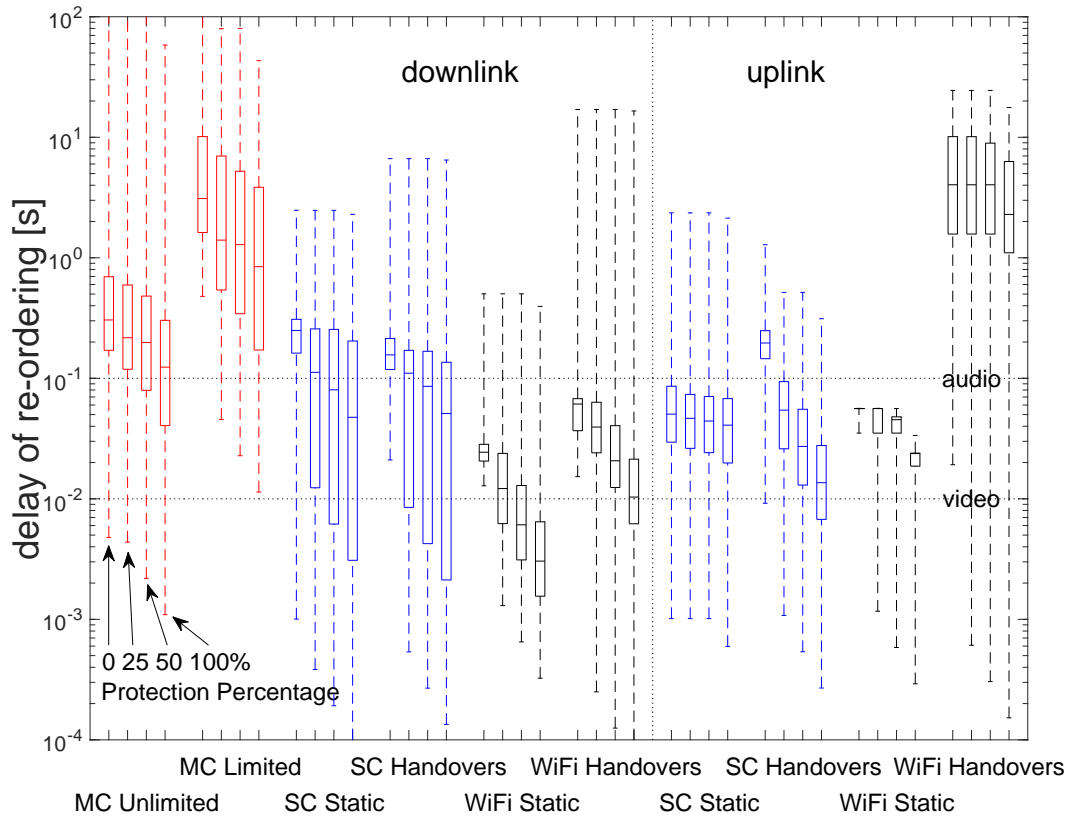 10^2
downlink uplink
10^1
10^0
delay of re-ordering [s]
10^-1
audio
10^-2
video
10^-3
0 25 50 100%
Protection Percentage
10^-4
MC Limited SC Handovers WiFi Handovers SC Handovers WiFi Handovers
MC Unlimited SC Static WiFi Static SC Static WiFi Static